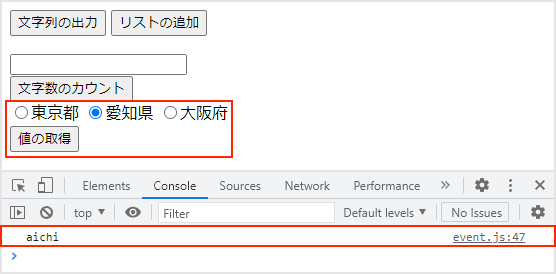 文字列の出力 リストの追加
文字数のカウント
東京都 愛知県 大阪府
値の取得
Elements Console Sources Network Performance »
top ▾ Filter Default levels ▾ No Issues
aichi event.js:47
>